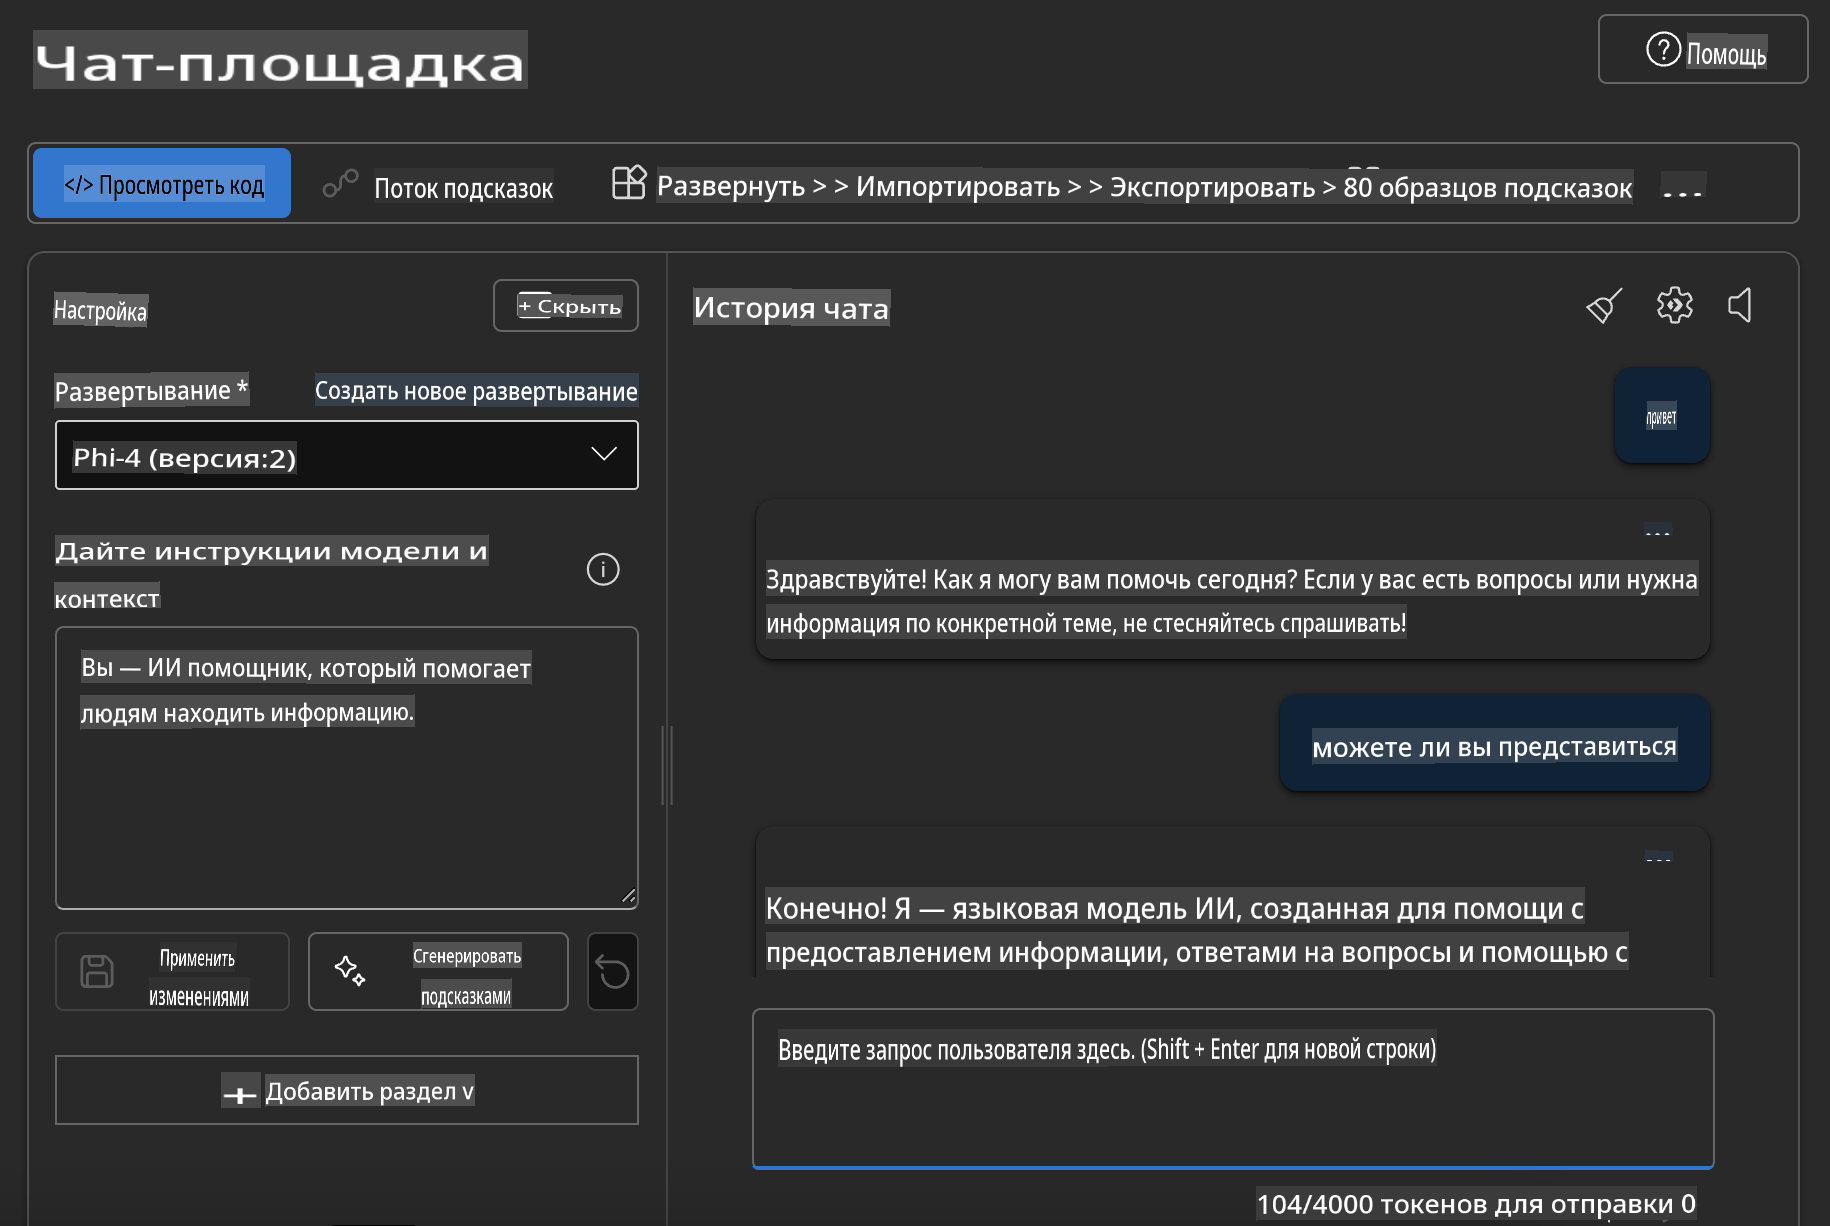 Чат-площадка
Помощь
</> Просмотреть код
Поток подсказок
Развернуть > > Импортировать > > Экспортировать > 80 образцов подсказок
...
Настройка
+ Скрыть
Развертывание *
Создать новое развертывание
Phi-4 (версия:2)
Дайте инструкции модели и
контекст
Вы — ИИ помощник, который помогает
людям находить информацию.
Применить
изменениями
Сгенерировать
подсказками
+ Добавить раздел v
История чата
привет
...
Здравствуйте! Как я могу вам помочь сегодня? Если у вас есть вопросы или нужна
информация по конкретной теме, не стесняйтесь спрашивать!
можете ли вы представиться
...
Конечно! Я — языковая модель ИИ, созданная для помощи с
предоставлением информации, ответами на вопросы и помощью с
Введите запрос пользователя здесь. (Shift + Enter для новой строки)
104/4000 токенов для отправки 0